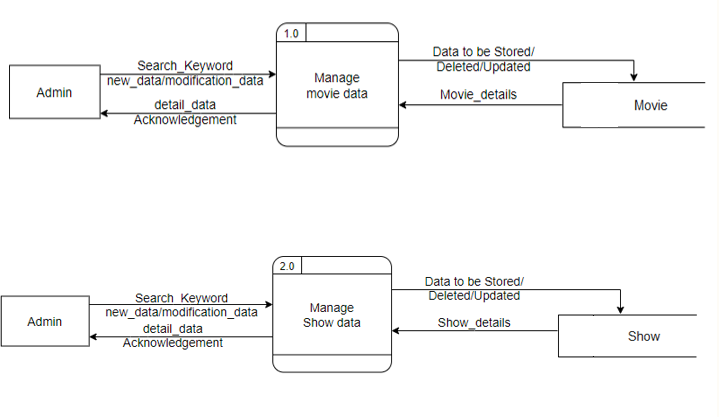 1.0
Data to be Stored/
Deleted/Updated
Search_Keyword
new_data/modification_data
Manage
movie data
Admin
Movie_details
Movie
detail_data
Acknowledgement
2.0
Data to be Stored/
Deleted/Updated
Search_Keyword
new_data/modification_data
Manage
Show data
Admin
Show_details
Show
detail_data
Acknowledgement